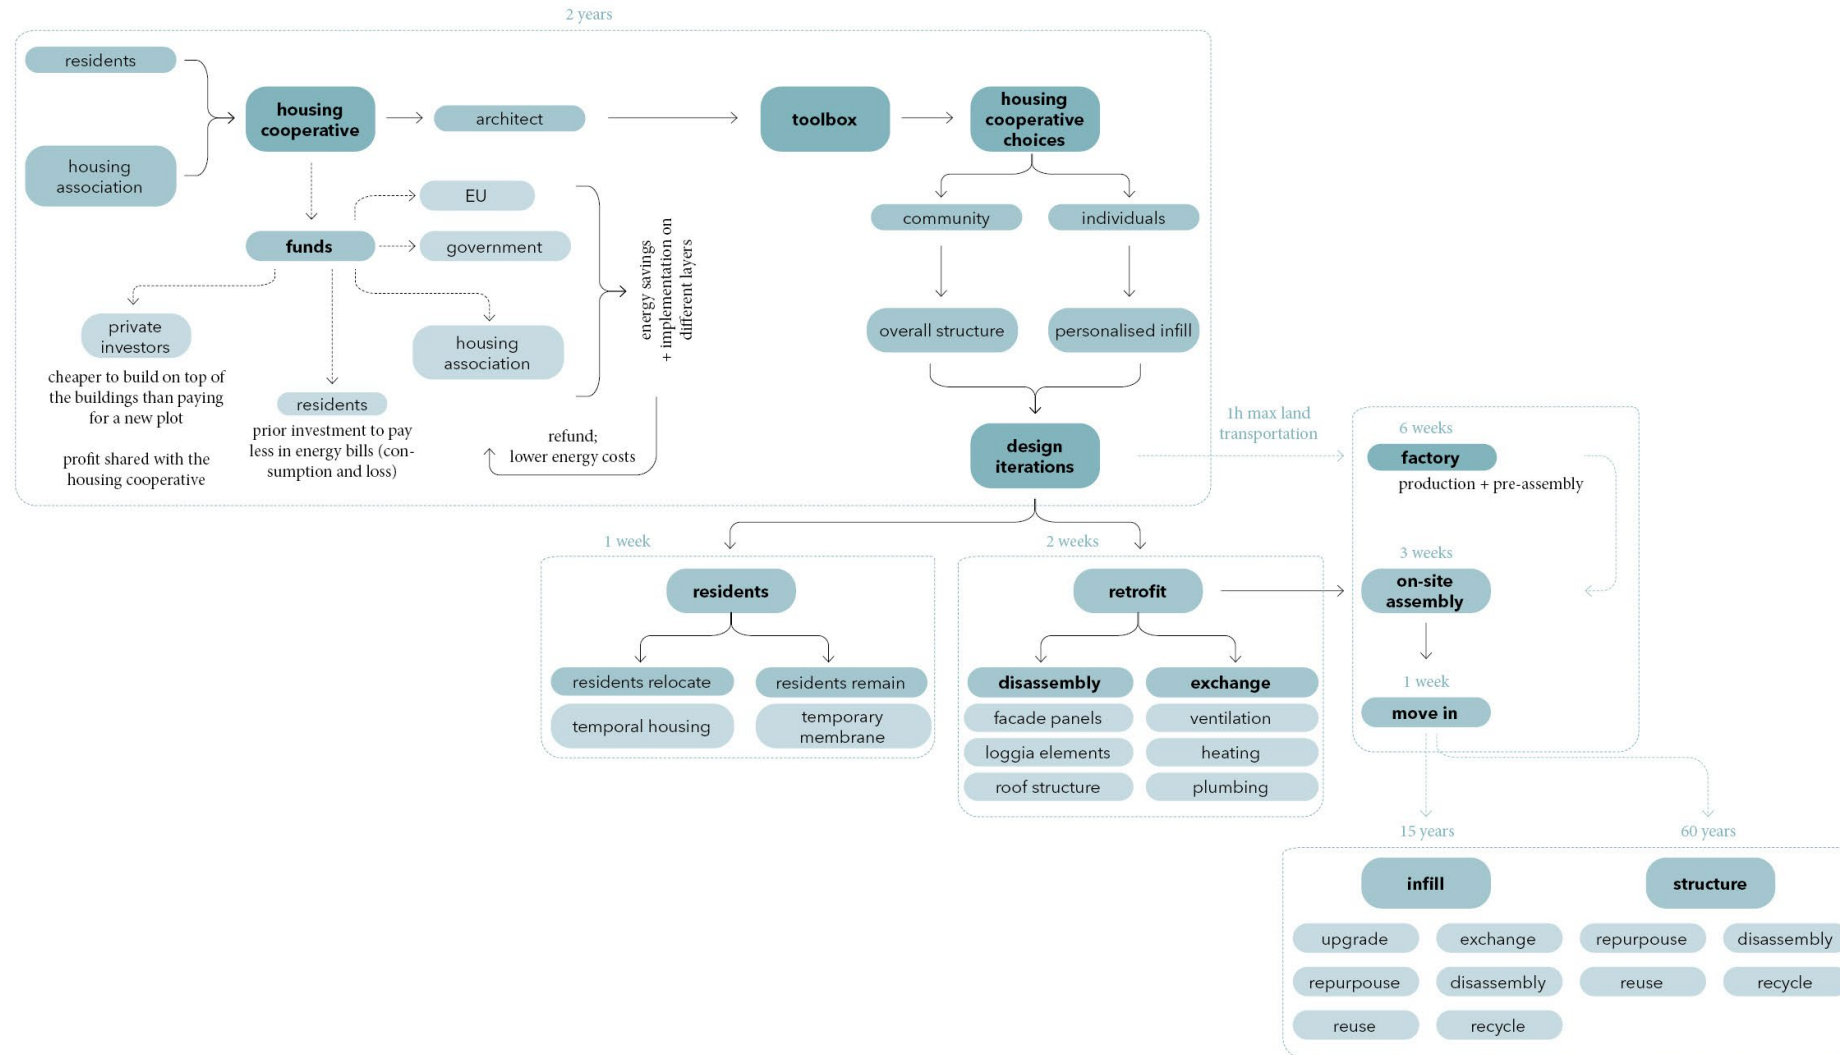 2 years
residents
housing
association
housing
cooperative
architect
toolbox
housing
cooperative
choices
funds
EU
government
housing
association
private
investors
cheaper to build on top of
the buildings than paying
for a new plot
profit shared with the
housing cooperative
residents
prior investment to pay
less in energy bills (con-
sumption and loss)
energy savings
+ implementation on
different layers
refund;
lower energy costs
community
individuals
overall structure
personalised infill
design
iterations
1h max land
transportation
6 weeks
factory
production + pre-assembly
3 weeks
on-site
assembly
1 week
move in
1 week
residents
residents relocate
residents remain
temporal housing
temporary
membrane
2 weeks
retrofit
disassembly
exchange
facade panels
ventilation
loggia elements
heating
roof structure
plumbing
15 years
60 years
infill
structure
upgrade
exchange
repurpouse
disassembly
reuse
recycle
repurpouse
disassembly
reuse
recycle